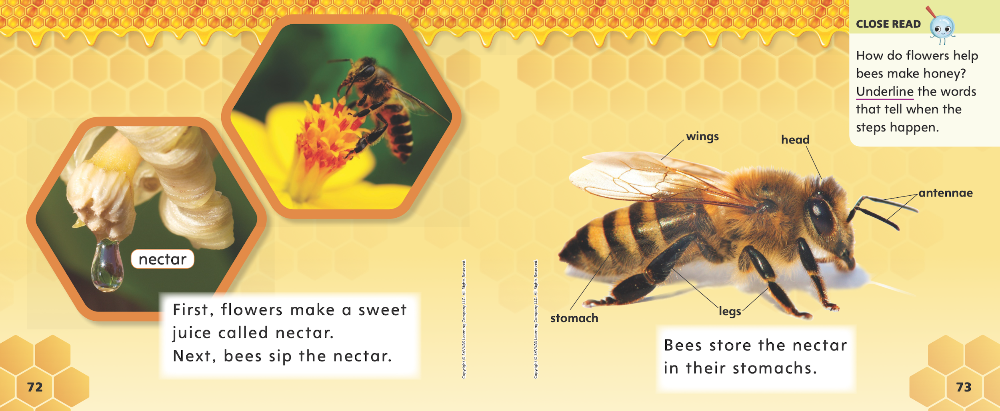 nectar
First, flowers make a sweet
juice called nectar.
Next, bees sip the nectar.
72
Copyright © SAVVAS Learning Company LLC. All Rights Reserved.
Copyright © SAVVAS Learning Company LLC. All Rights Reserved.
CLOSE READ
How do flowers help
bees make honey?
Underline the words
that tell when the
steps happen.
wings
head
antennae
stomach
legs
Bees store the nectar
in their stomachs.
73